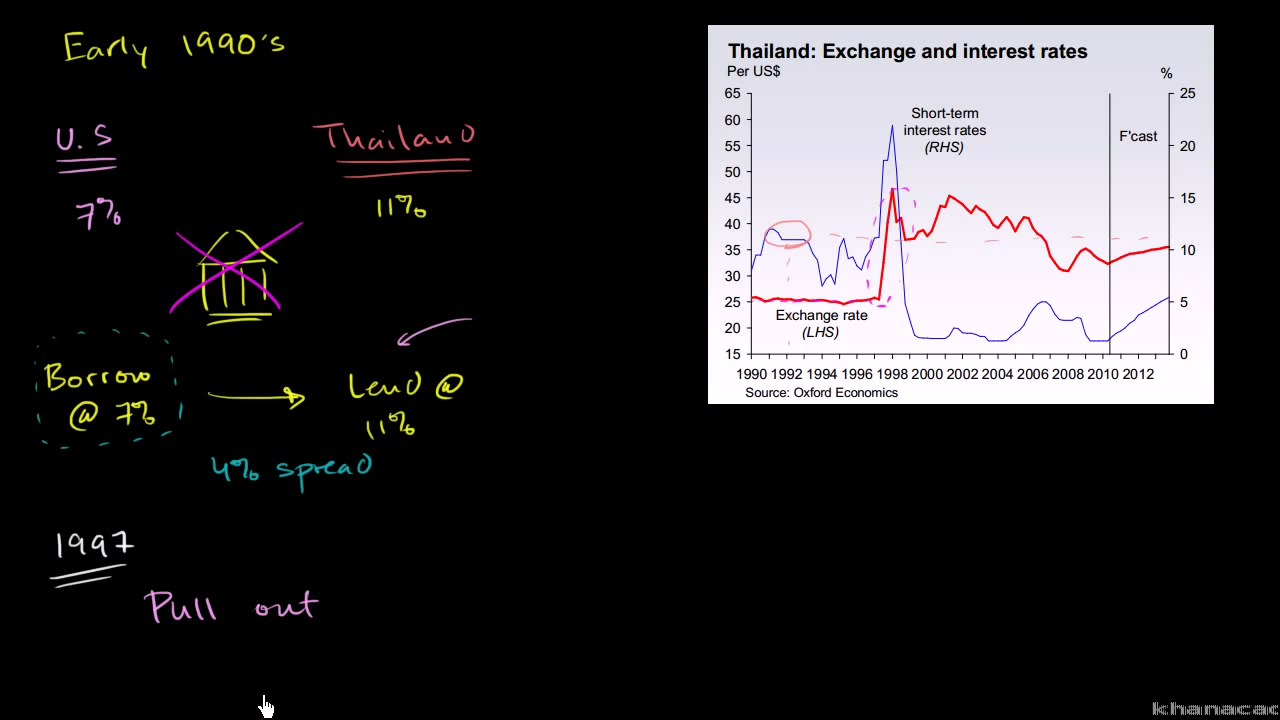 Early 1990's
U.S
Thailand
7%
11%
Borrow
@ 7%
Lend @
11%
4% spread
1997
Pull out
Thailand: Exchange and interest rates
Per US$
%
65
60
55
50
45
40
35
30
25
20
15
25
20
15
10
5
0
Short-term
interest rates
(RHS)
F'cast
Exchange rate
(LHS)
1990 1992 1994 1996 1998 2000 2002 2004 2006 2008 2010 2012
Source: Oxford Economics
khanacac